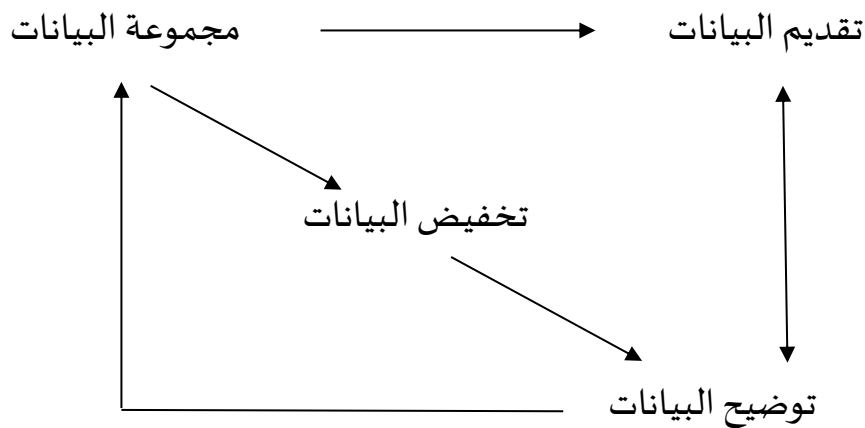 مجموعة البيانات
تقديم البيانات
تخفيض البيانات
توضيح البيانات